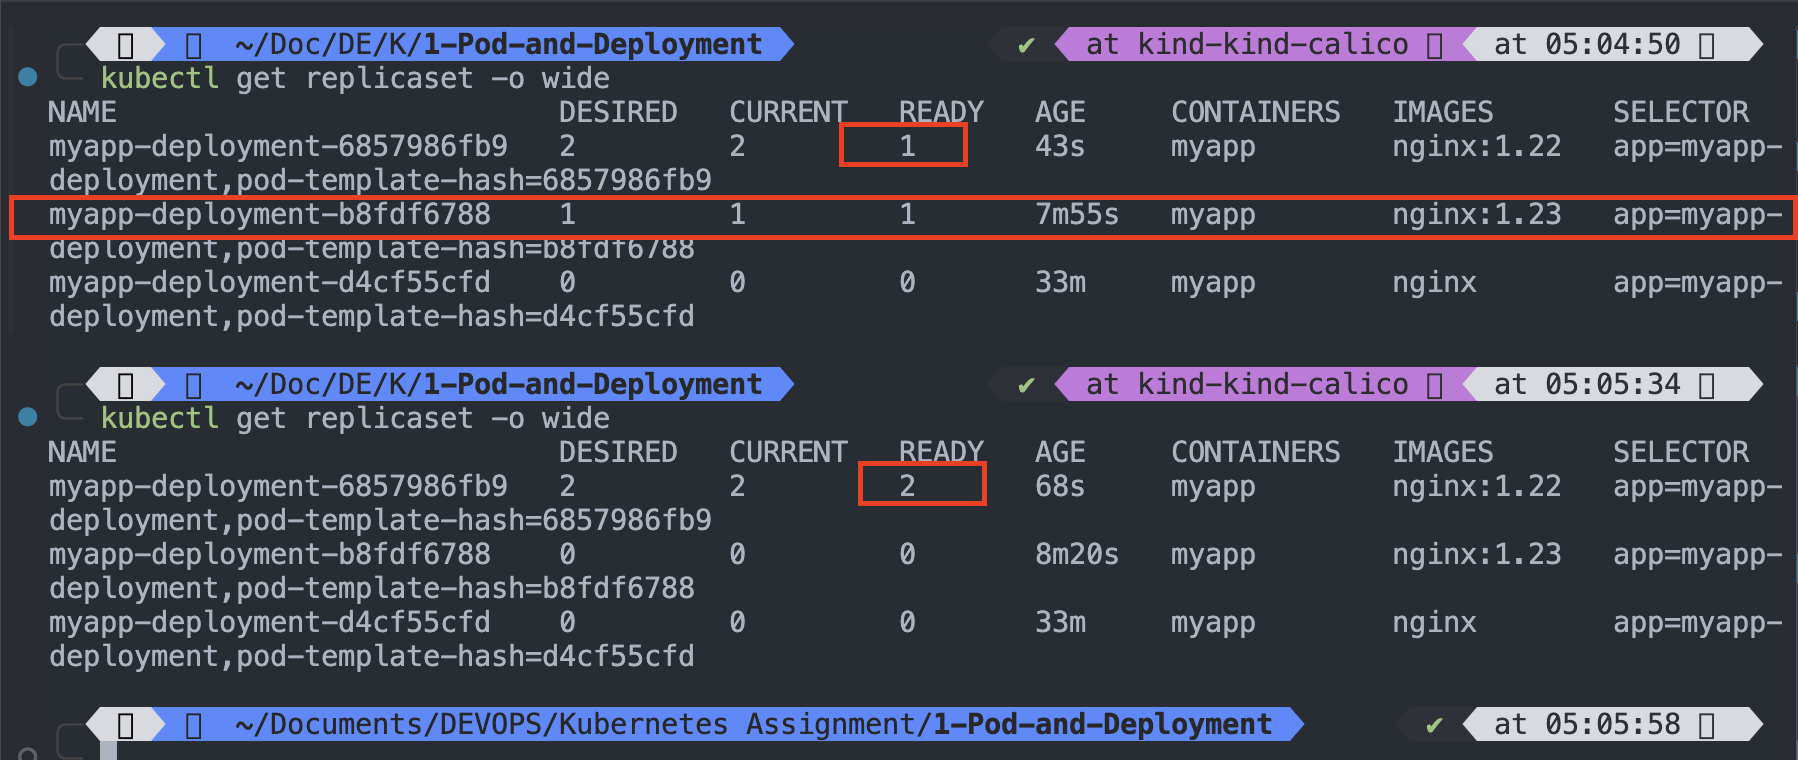 ~/Doc/DE/K/1-Pod-and-Deployment ✔ at kind-kind-calico at 05:04:50
kubectl get replicaset -o wide
NAME DESIRED CURRENT READY AGE CONTAINERS IMAGES SELECTOR
myapp-deployment-6857986fb9 2 2 1 43s myapp nginx:1.22 app=myapp-
deployment,pod-template-hash=6857986fb9
myapp-deployment-b8fdf6788 1 1 1 7m55s myapp nginx:1.23 app=myapp-
deployment,pod-template-hash=b8fdf6788
myapp-deployment-d4cf55cfd 0 0 0 33m myapp nginx app=myapp-
deployment,pod-template-hash=d4cf55cfd
~/Doc/DE/K/1-Pod-and-Deployment ✔ at kind-kind-calico at 05:05:34
kubectl get replicaset -o wide
NAME DESIRED CURRENT READY AGE CONTAINERS IMAGES SELECTOR
myapp-deployment-6857986fb9 2 2 2 68s myapp nginx:1.22 app=myapp-
deployment,pod-template-hash=6857986fb9
myapp-deployment-b8fdf6788 0 0 0 8m20s myapp nginx:1.23 app=myapp-
deployment,pod-template-hash=b8fdf6788
myapp-deployment-d4cf55cfd 0 0 0 33m myapp nginx app=myapp-
deployment,pod-template-hash=d4cf55cfd
~/Documents/DEVOPS/Kubernetes Assignment/1-Pod-and-Deployment ✔ at 05:05:58